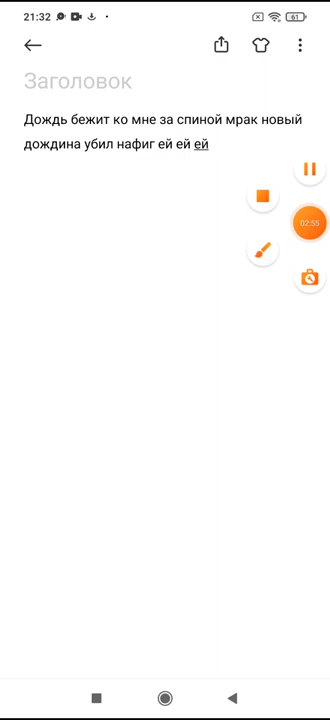 21:32
61
Заголовок
Дождь бежит ко мне за спиной мрак новый
дождина убил нафиг ей ей ей
02:55